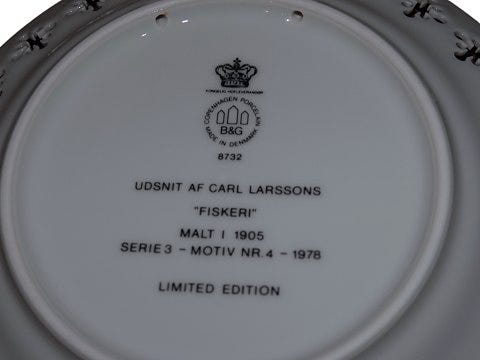 KONGELIG HOFLEVERANDØR
COPENHAGEN PORCELAIN
B&G
MADE IN DENMARK
8732
UDSNIT AF CARL LARSSONS
"FISKERI"
MALT I 1905
SERIE 3 - MOTIV NR. 4 - 1978
LIMITED EDITION